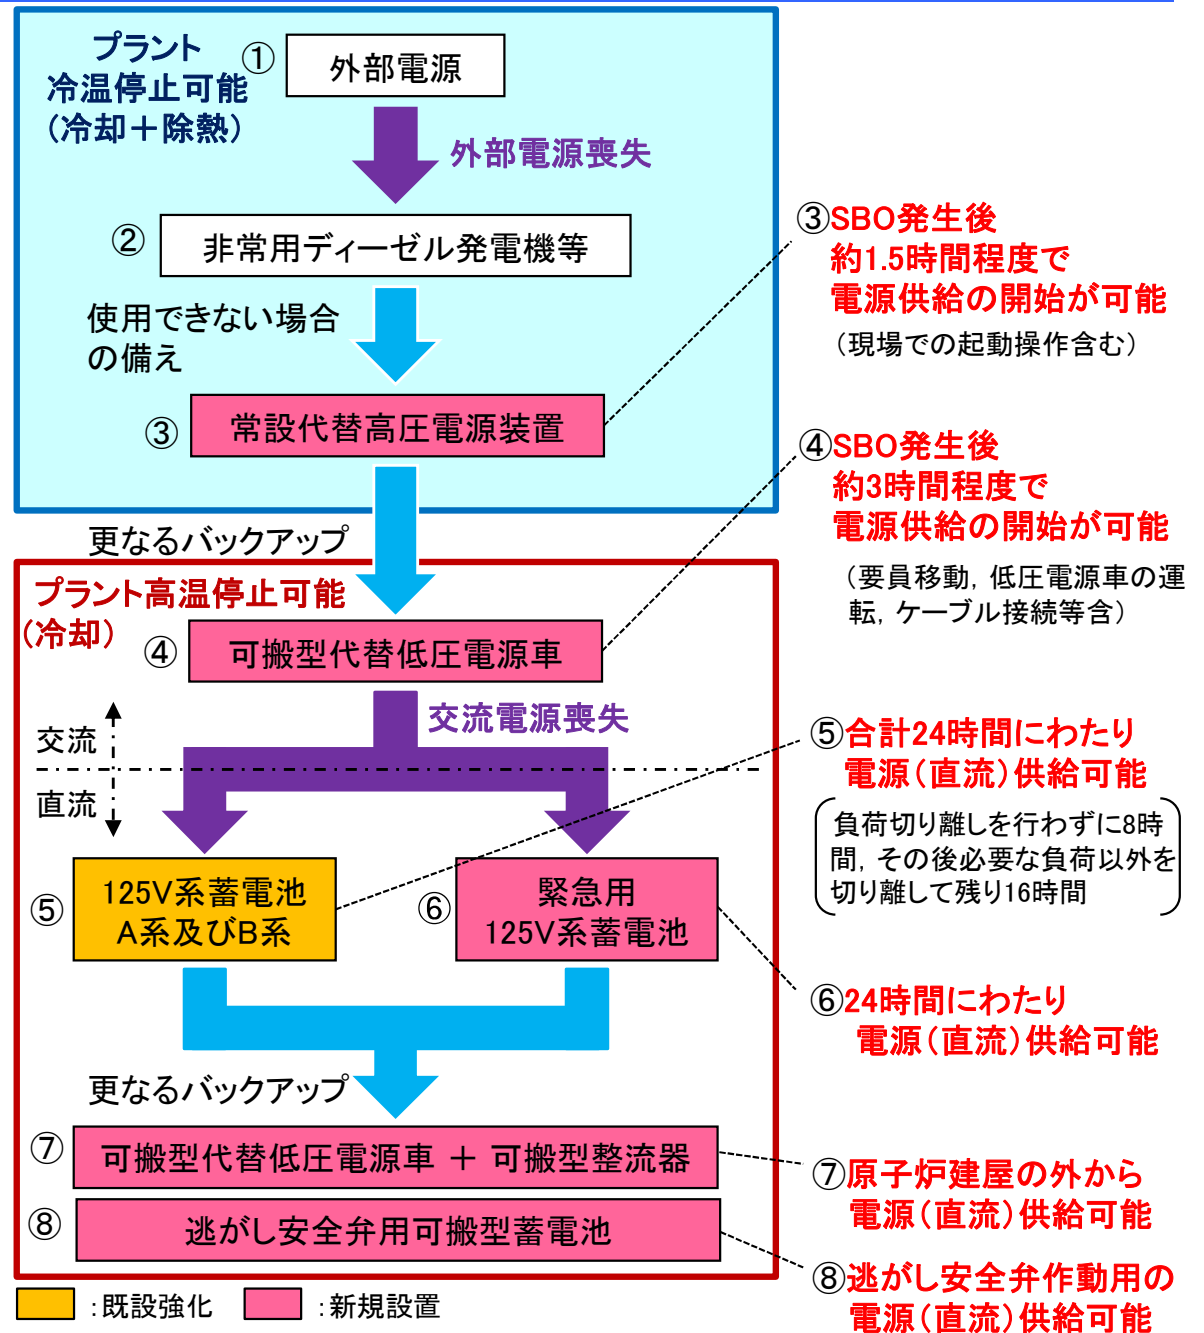 プラント
冷温停止可能
（冷却＋除熱）
①
外部電源
外部電源喪失
②
非常用ディーゼル発電機等
使用できない場合
の備え
③
常設代替高圧電源装置
③SBO発生後
約1.5時間程度で
電源供給の開始が可能
（現場での起動操作含む）
更なるバックアップ
プラント高温停止可能
（冷却）
④
可搬型代替低圧電源車
④SBO発生後
約3時間程度で
電源供給の開始が可能
（要員移動，低圧電源車の運
転，ケーブル接続等含）
交流電源喪失
交流
直流
⑤
125V系蓄電池
A系及びB系
⑥
緊急用
125V系蓄電池
⑤合計24時間にわたり
電源（直流）供給可能
負荷切り離しを行わずに8時
間，その後必要な負荷以外を
切り離して残り16時間
⑥24時間にわたり
電源（直流）供給可能
更なるバックアップ
⑦
可搬型代替低圧電源車 ＋ 可搬型整流器
⑦原子炉建屋の外から
電源（直流）供給可能
⑧
逃がし安全弁用可搬型蓄電池
⑧逃がし安全弁作動用の
電源（直流）供給可能
：既設強化
：新規設置